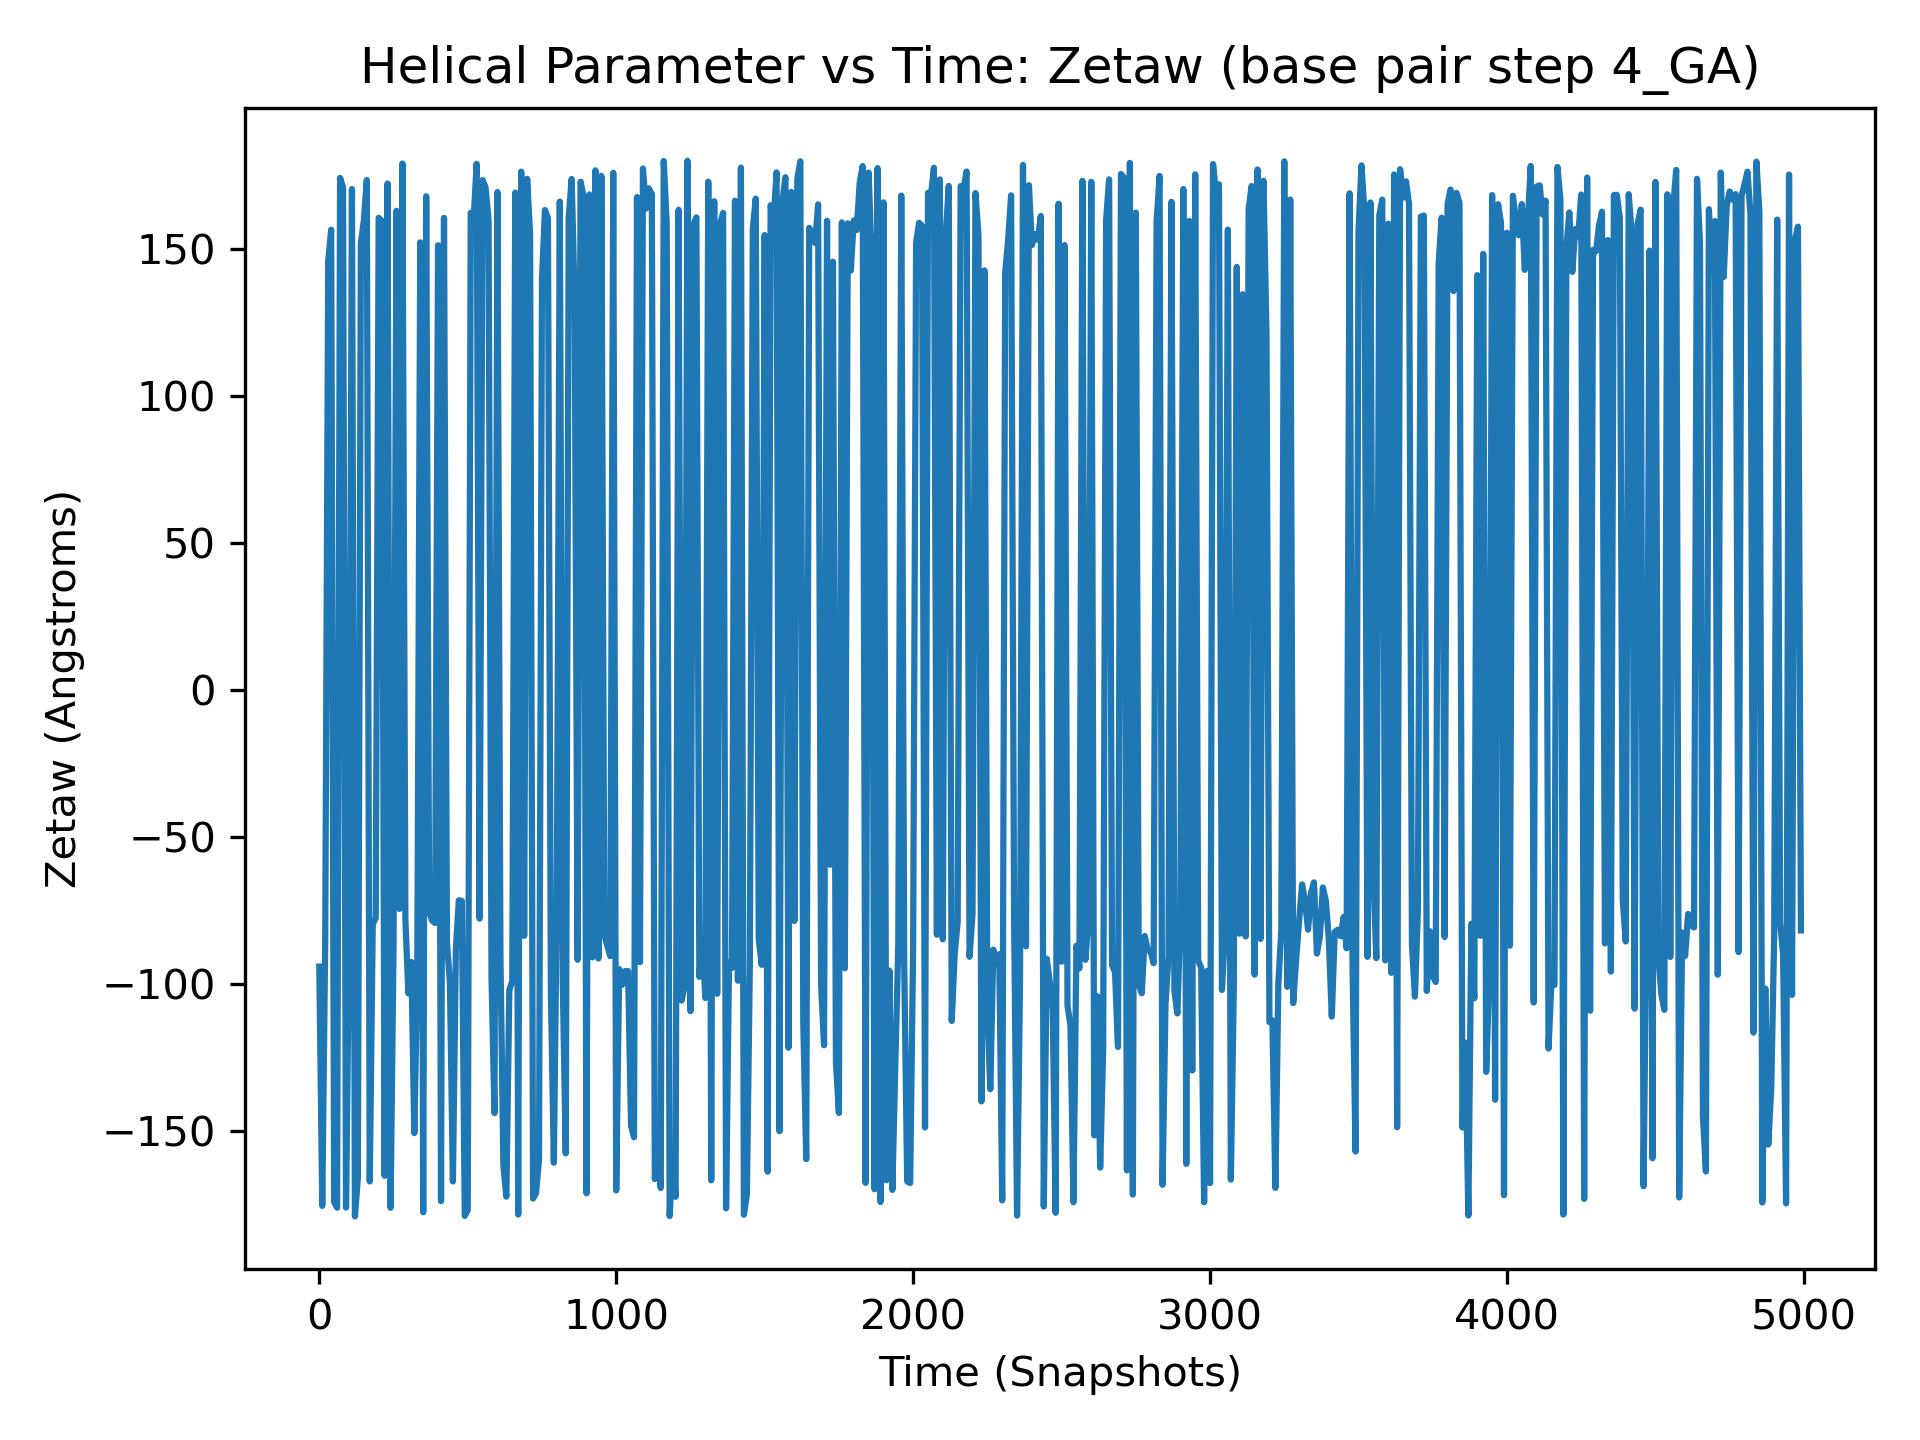 Helical Parameter vs Time: Zetaw (base pair step 4_GA)
Zetaw (Angstroms)
150
100
50
0
−50
−100
−150
0 1000 2000 3000 4000 5000
Time (Snapshots)